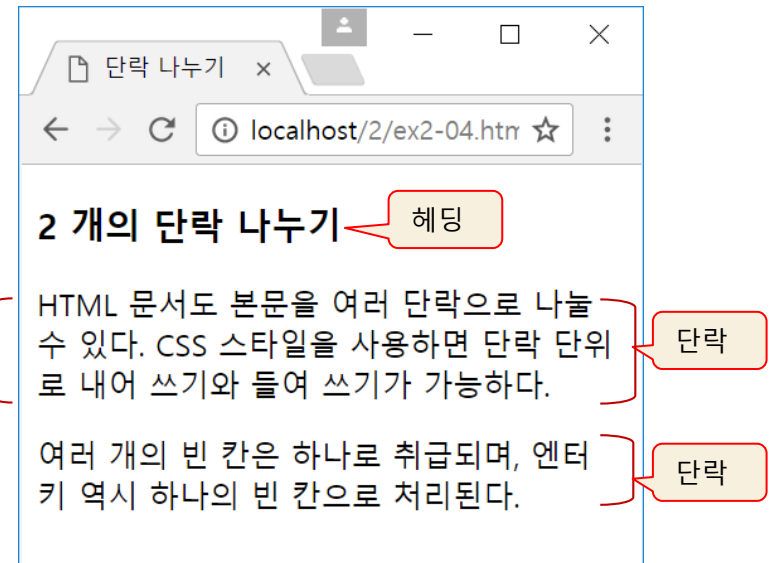 단락 나누기
localhost/2/ex2-04.htm
2 개의 단락 나누기
헤딩
HTML 문서도 본문을 여러 단락으로 나눌
수 있다. CSS 스타일을 사용하면 단락 단위
로 내어 쓰기와 들여 쓰기가 가능하다.
단락
여러 개의 빈 칸은 하나로 취급되며, 엔터
키 역시 하나의 빈 칸으로 처리된다.
단락